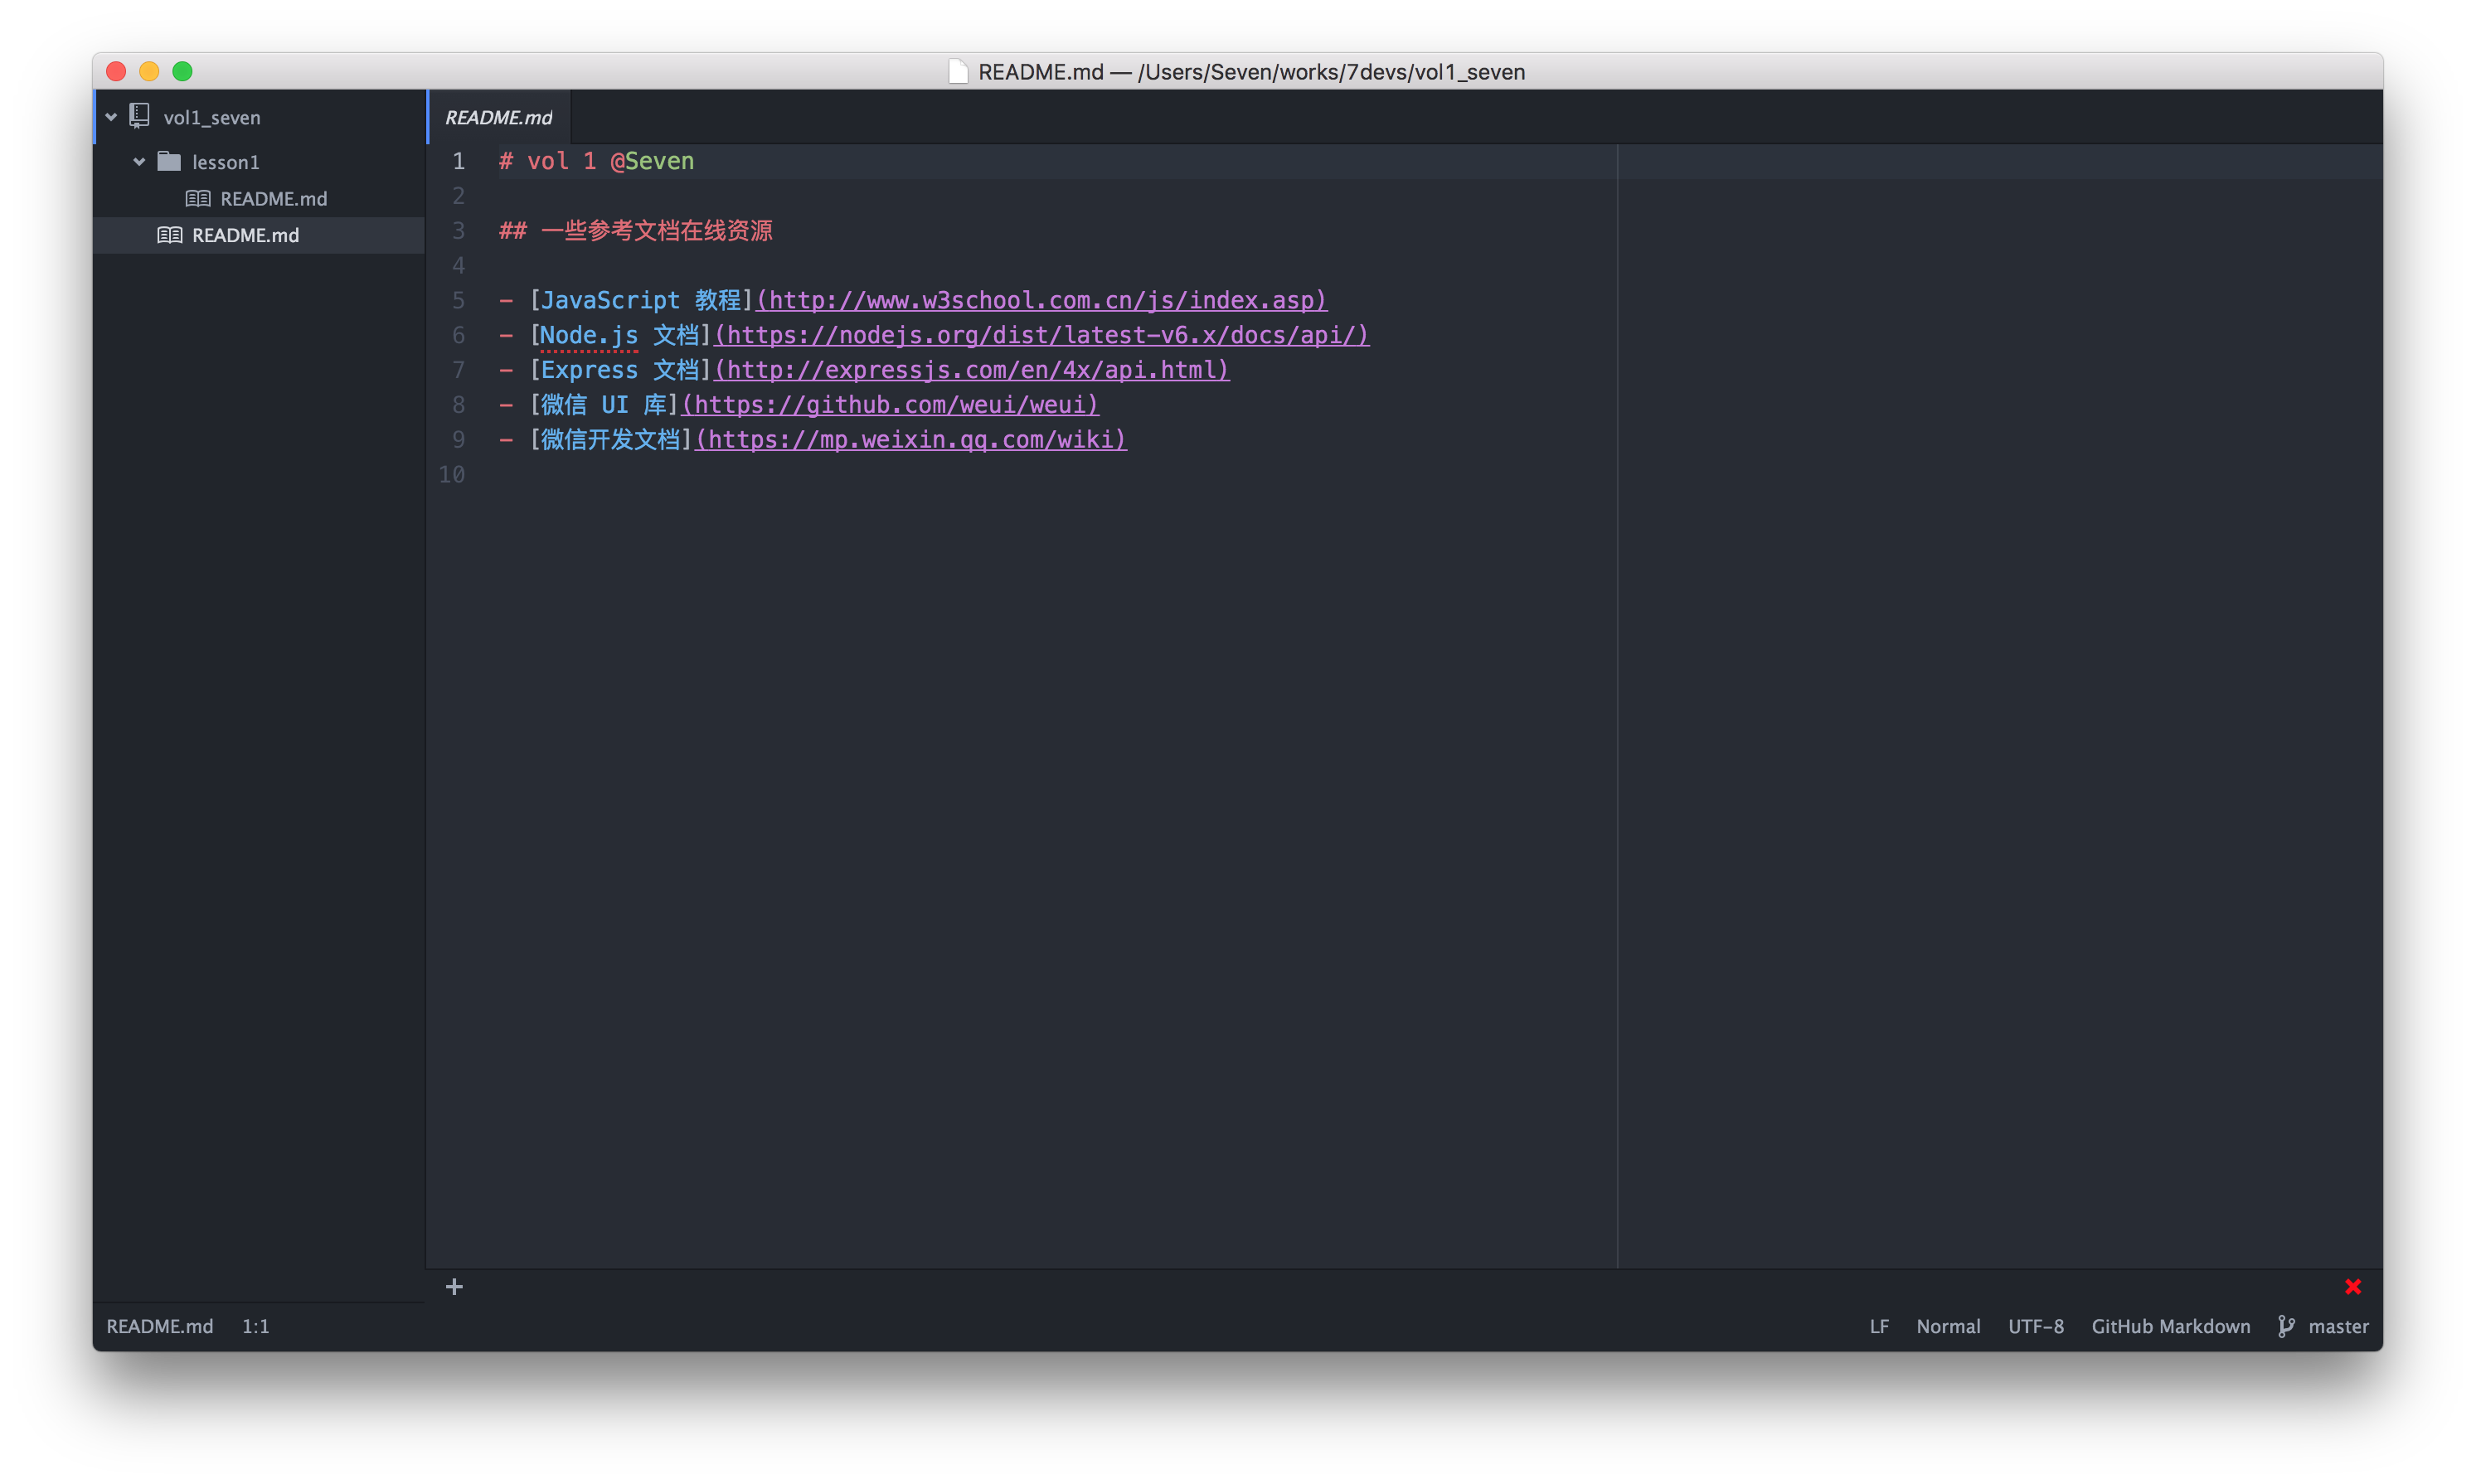 README.md — /Users/Seven/works/7devs/vol1_seven
vol1_seven
lesson1
README.md
README.md
README.md
1 # vol 1 @Seven
2
3 ## 一些参考文档在线资源
4
5 - [JavaScript 教程](http://www.w3school.com.cn/js/index.asp)
6 - [Node.js 文档](https://nodejs.org/dist/latest-v6.x/docs/api/)
7 - [Express 文档](http://expressjs.com/en/4x/api.html)
8 - [微信 UI 库](https://github.com/weui/weui)
9 - [微信开发文档](https://mp.weixin.qq.com/wiki)
10
README.md 1:1 LF Normal UTF-8 GitHub Markdown master